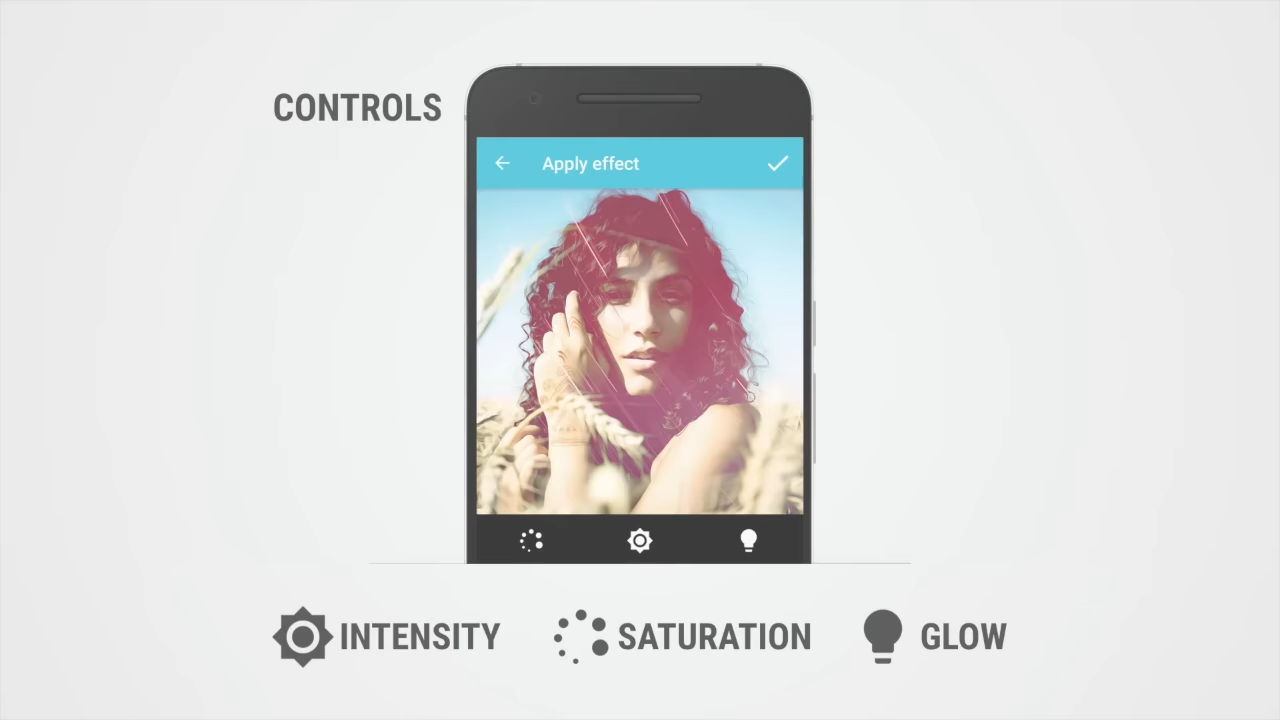 CONTROLS
Apply effect
INTENSITY
SATURATION
GLOW